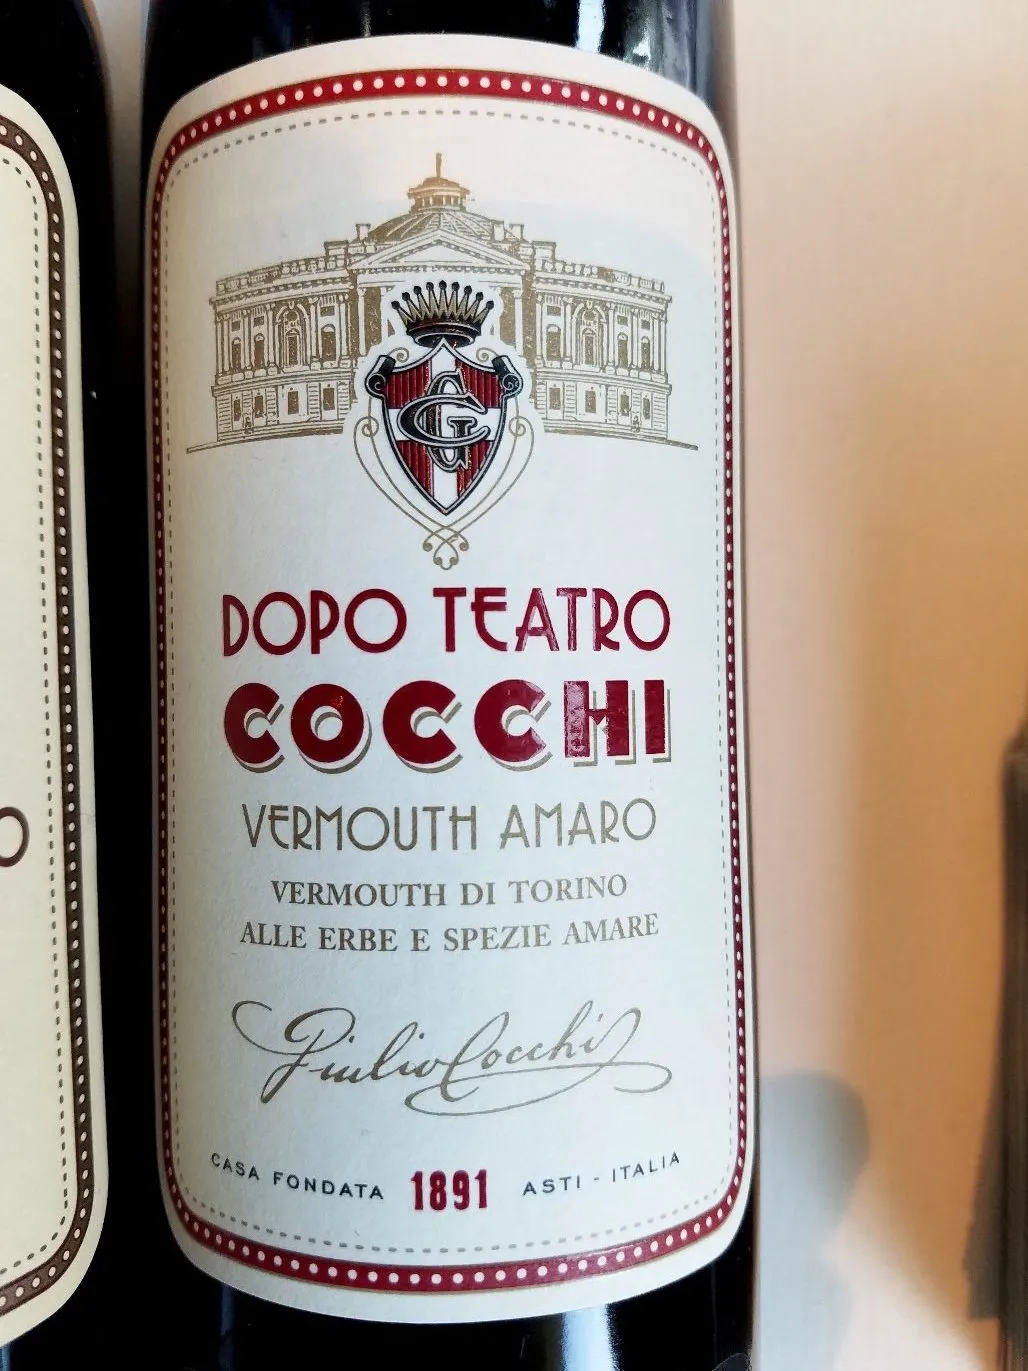 CG
DOPO TEATRO
COCCHI
VERMOUTH AMARO
VERMOUTH DI TORINO
ALLE ERBE E SPEZIE AMARE
Giulio Cocchi
CASA FONDATA 1891 ASTI - ITALIA
O